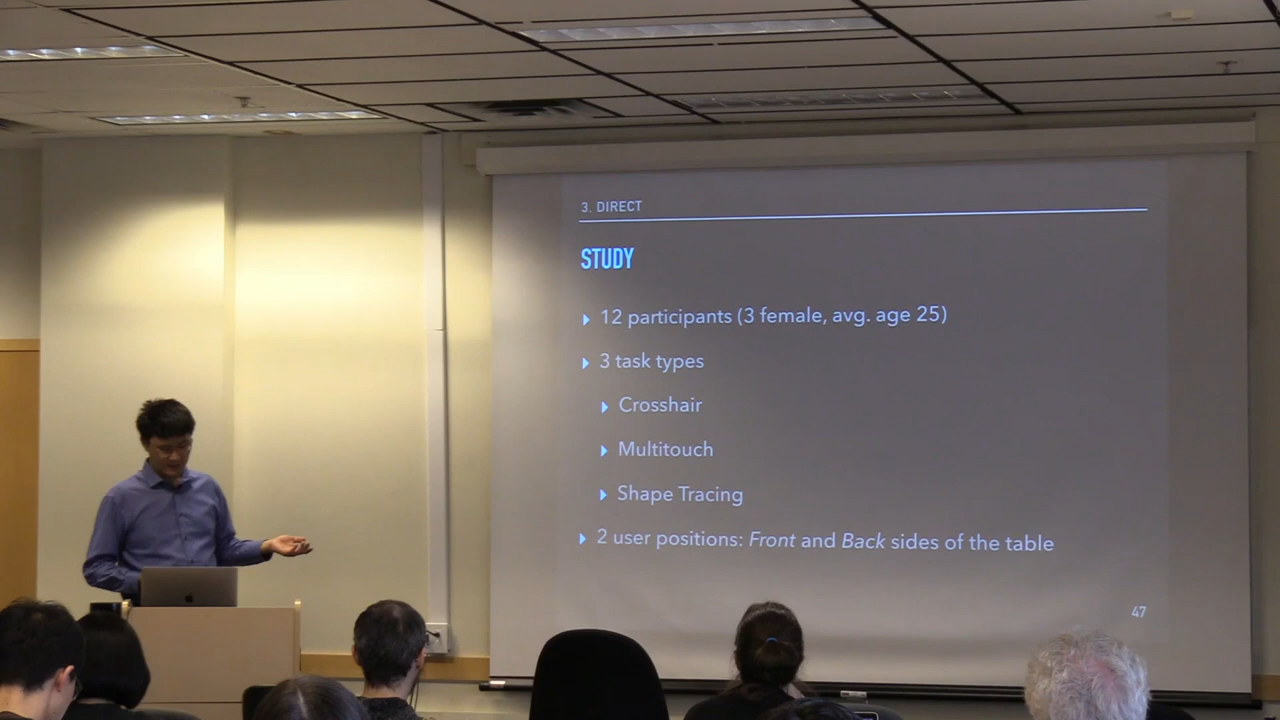 3. DIRECT
STUDY
12 participants (3 female, avg. age 25)
3 task types
Crosshair
Multitouch
Shape Tracing
2 user positions: Front and Back sides of the table
47